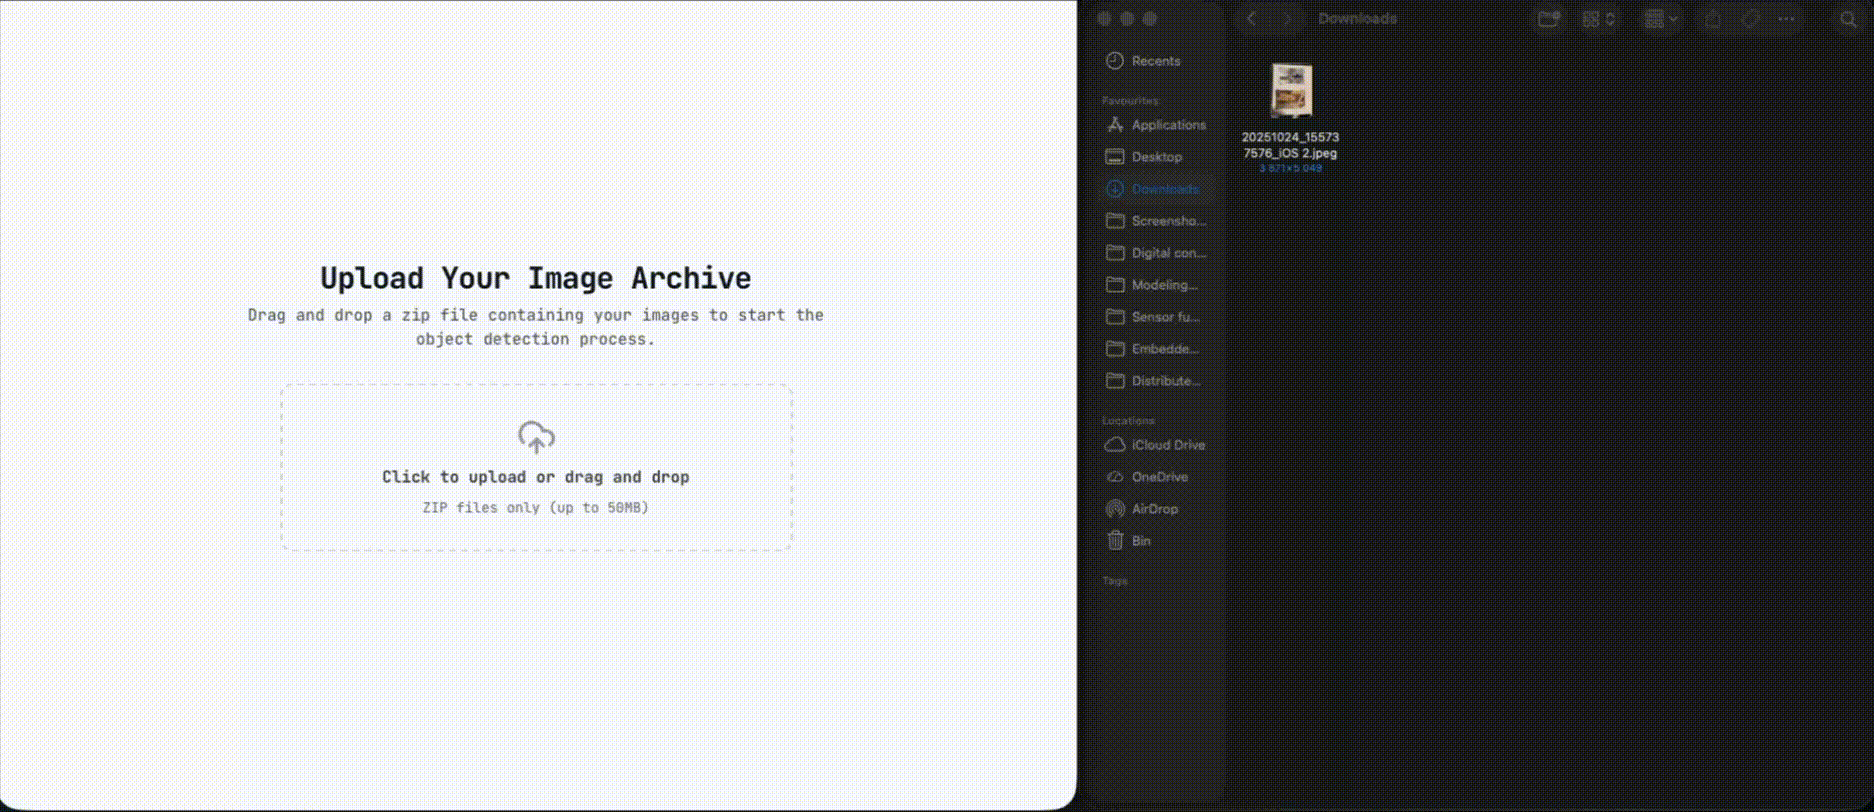 Upload Your Image Archive
Drag and drop a zip file containing your images to start the
object detection process.
Click to upload or drag and drop
ZIP files only (up to 50MB)
Downloads
Recents
Favourites
Applications
Desktop
Downloads
Screensho...
Digital con...
Modeling...
Sensor fu...
Embedde...
Distribute...
Locations
iCloud Drive
OneDrive
AirDrop
Bin
Tags
20251024_15573
7576_iOS 2.jpeg
3 871×5 049